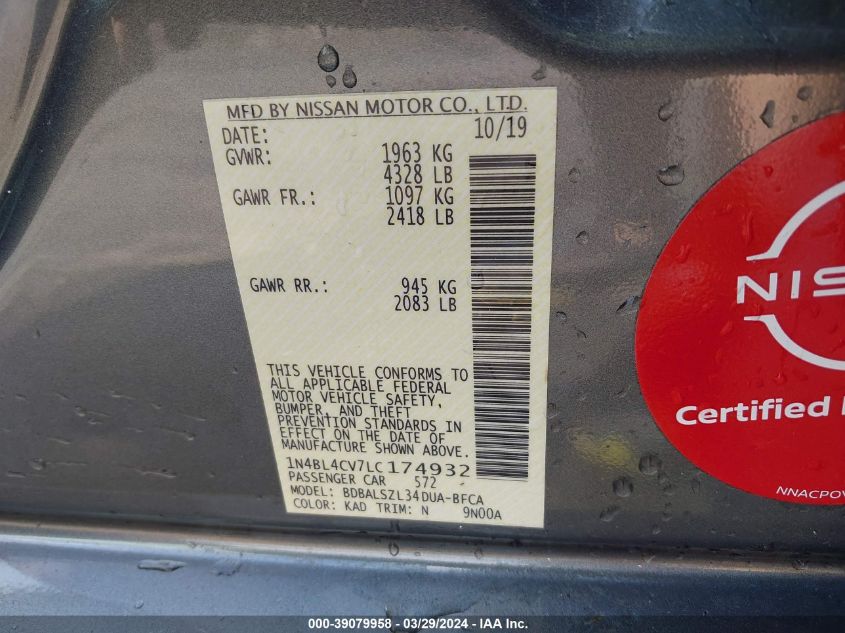 MFD BY NISSAN MOTOR CO., LTD.
DATE: 10/19
GVWR: 1963 KG
4328 LB
GAWR FR.: 1097 KG
2418 LB
GAWR RR.: 945 KG
2083 LB
THIS VEHICLE CONFORMS TO
ALL APPLICABLE FEDERAL
MOTOR VEHICLE SAFETY,
BUMPER, AND THEFT
PREVENTION STANDARDS IN
EFFECT ON THE DATE OF
MANUFACTURE SHOWN ABOVE.
1N4BL4CV7LC174932
PASSENGER CAR 572
MODEL: BDBALSZL34DUA-BFCA
COLOR: KAD TRIM: N 9N00A
NIS
Certified
NNACPOV
000-39079958 - 03/29/2024 - IAA Inc.